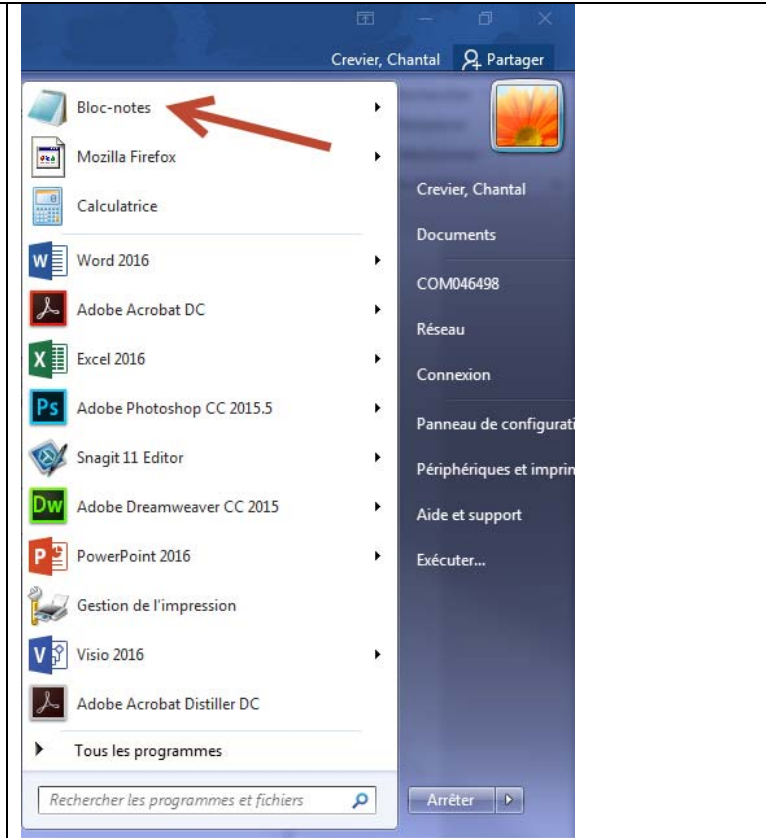 Crevier, Chantal Partager
Bloc-notes
Mozilla Firefox
Calculatrice
Word 2016
Adobe Acrobat DC
Excel 2016
Adobe Photoshop CC 2015.5
Snagit 11 Editor
Adobe Dreamweaver CC 2015
PowerPoint 2016
Gestion de l'impression
Visio 2016
Adobe Acrobat Distiller DC
Tous les programmes
Rechercher les programmes et fichiers
Crevier, Chantal
Documents
COM046498
Réseau
Connexion
Panneau de configurati
Périphériques et imprin
Aide et support
Exécuter...
Arrêter